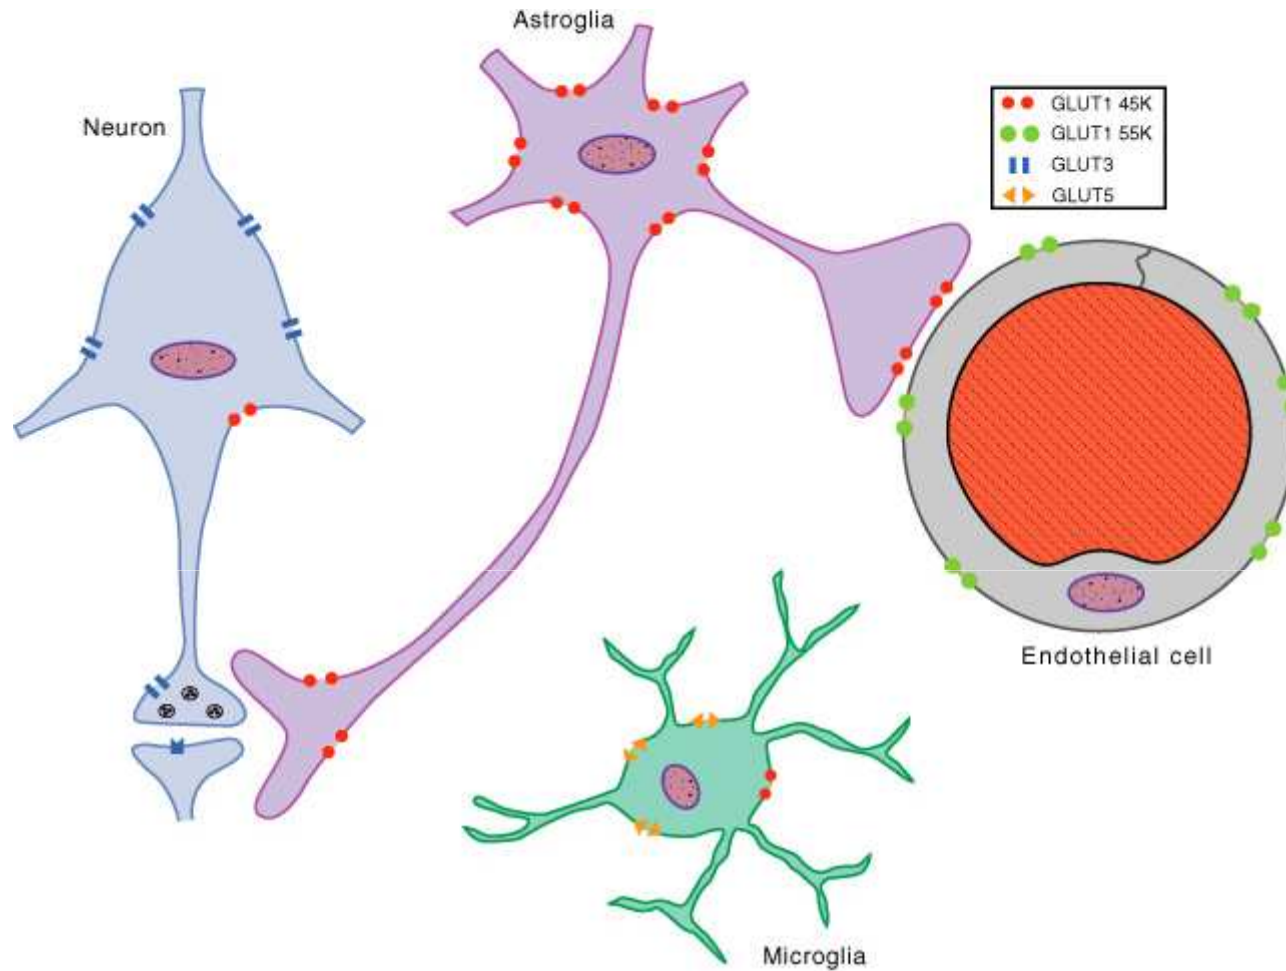 Astroglia
Neuron
GLUT1 45K
GLUT1 55K
GLUT3
GLUT5
Endothelial cell
Microglia